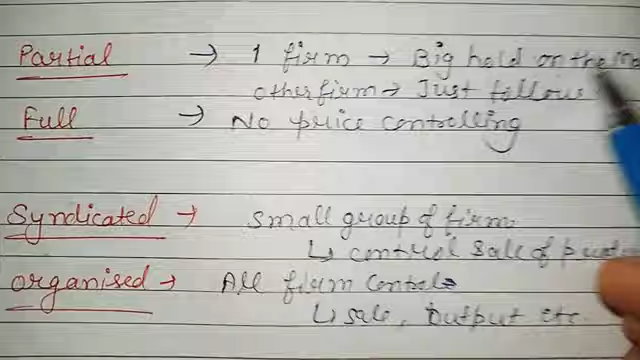 Partial → 1 firm → Big hold on the
other firm → Just follow
Full → No price controlling
Syndicated → Small group of firm
↳ control sale of
organised → All firm control
↳ sale, output etc.